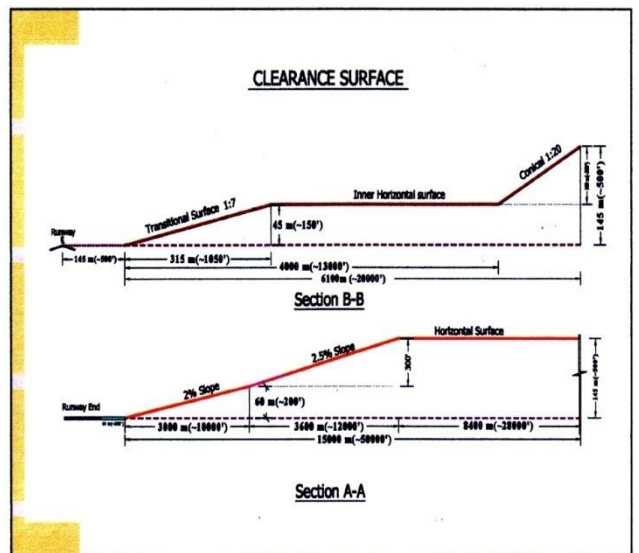 CLEARANCE SURFACE
Conical 1:20
145 m(~500')
Transitional Surface 1:7
Inner Horizontal surface
45 m(~150')
Runway
145 m(~500')
315 m(~1050')
4000 m(~13000')
6100m (~20000')
Section B-B
Horizontal Surface
2.5% Slope
300'
2% Slope
60 m(~200')
Runway End
3000 m(~10000')
3600 m(~12000')
8400 m(~28000')
15000 m(~50000')
Section A-A